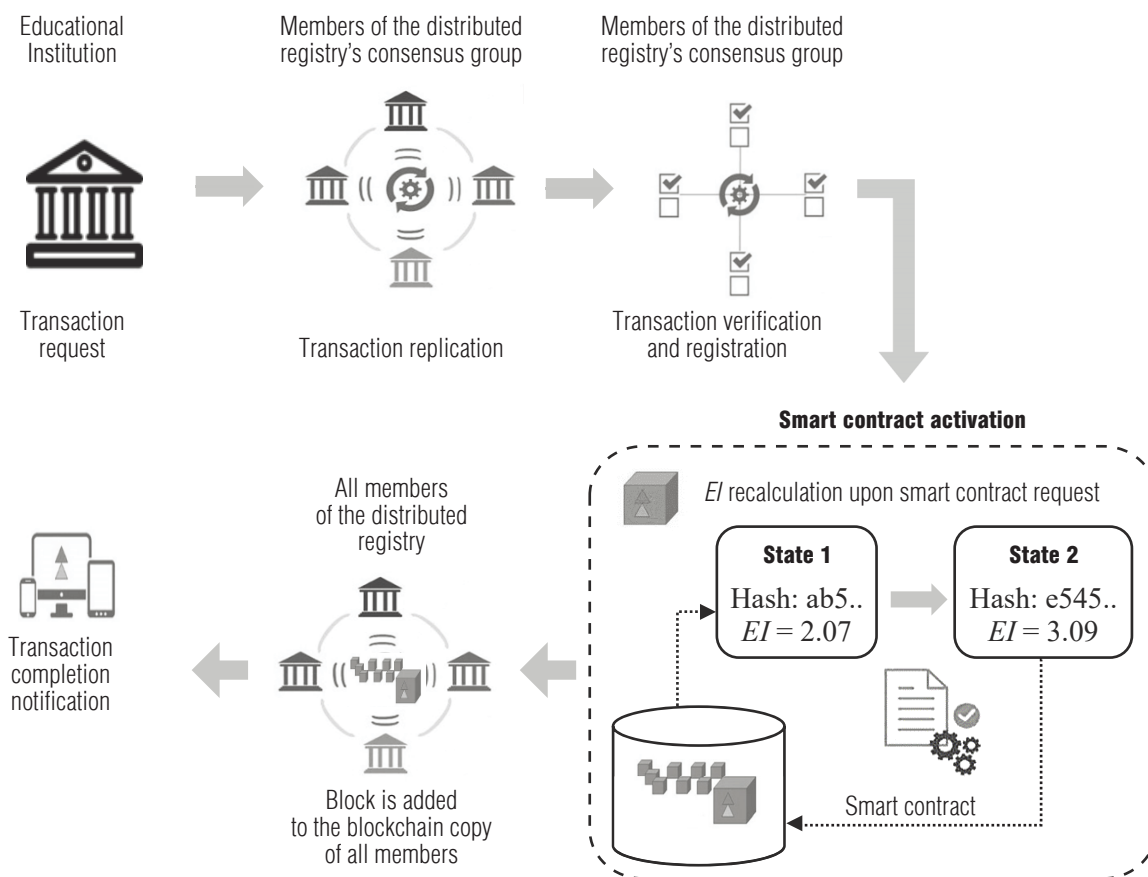 Educational
Institution
Members of the distributed
registry's consensus group
Members of the distributed
registry's consensus group
Transaction
request
Transaction replication
Transaction verification
and registration
Smart contract activation
EI recalculation upon smart contract request
State 1
Hash: ab5..
EI = 2.07
State 2
Hash: e545..
EI = 3.09
Smart contract
All members
of the distributed
registry
Block is added
to the blockchain copy
of all members
Transaction
completion
notification